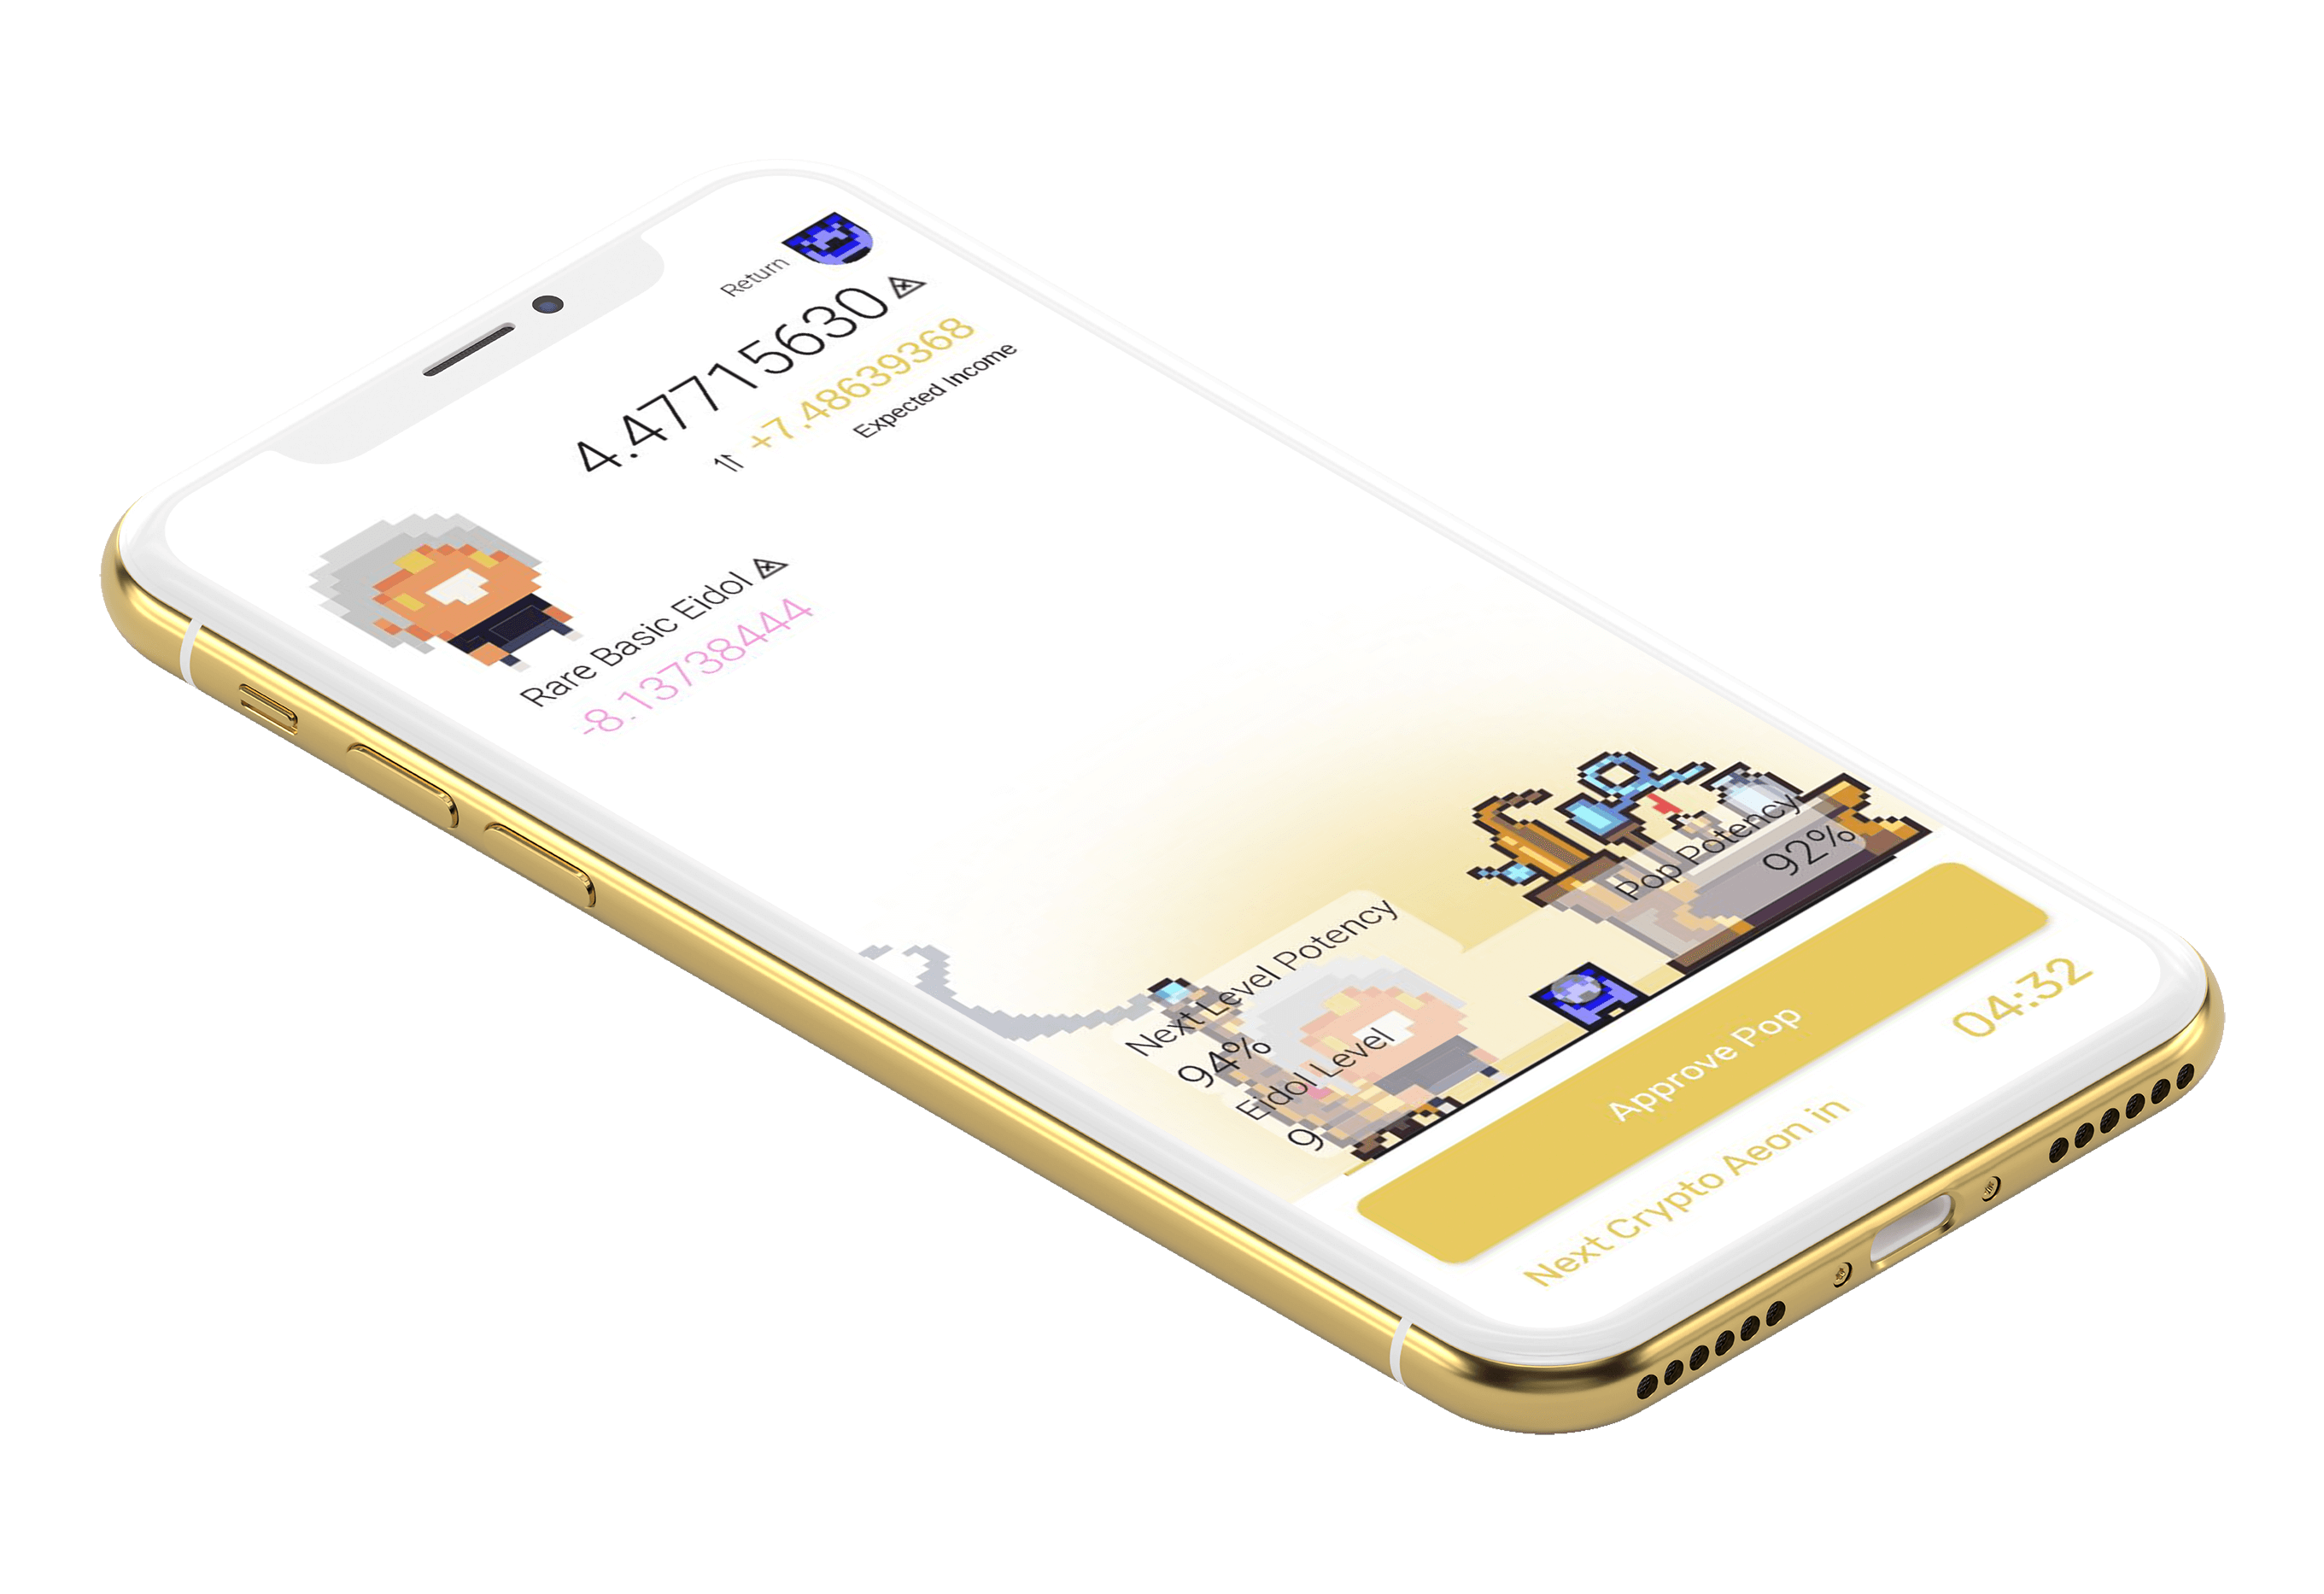 Return
4.47715630
+7.48639368
Expected Income
Rare Basic Eidol
-8.13738444
Pop Potency
92%
Next Level Potency
94%
Eidol Level
9
Approve Pop
Next Crypto Aeon in
04:32